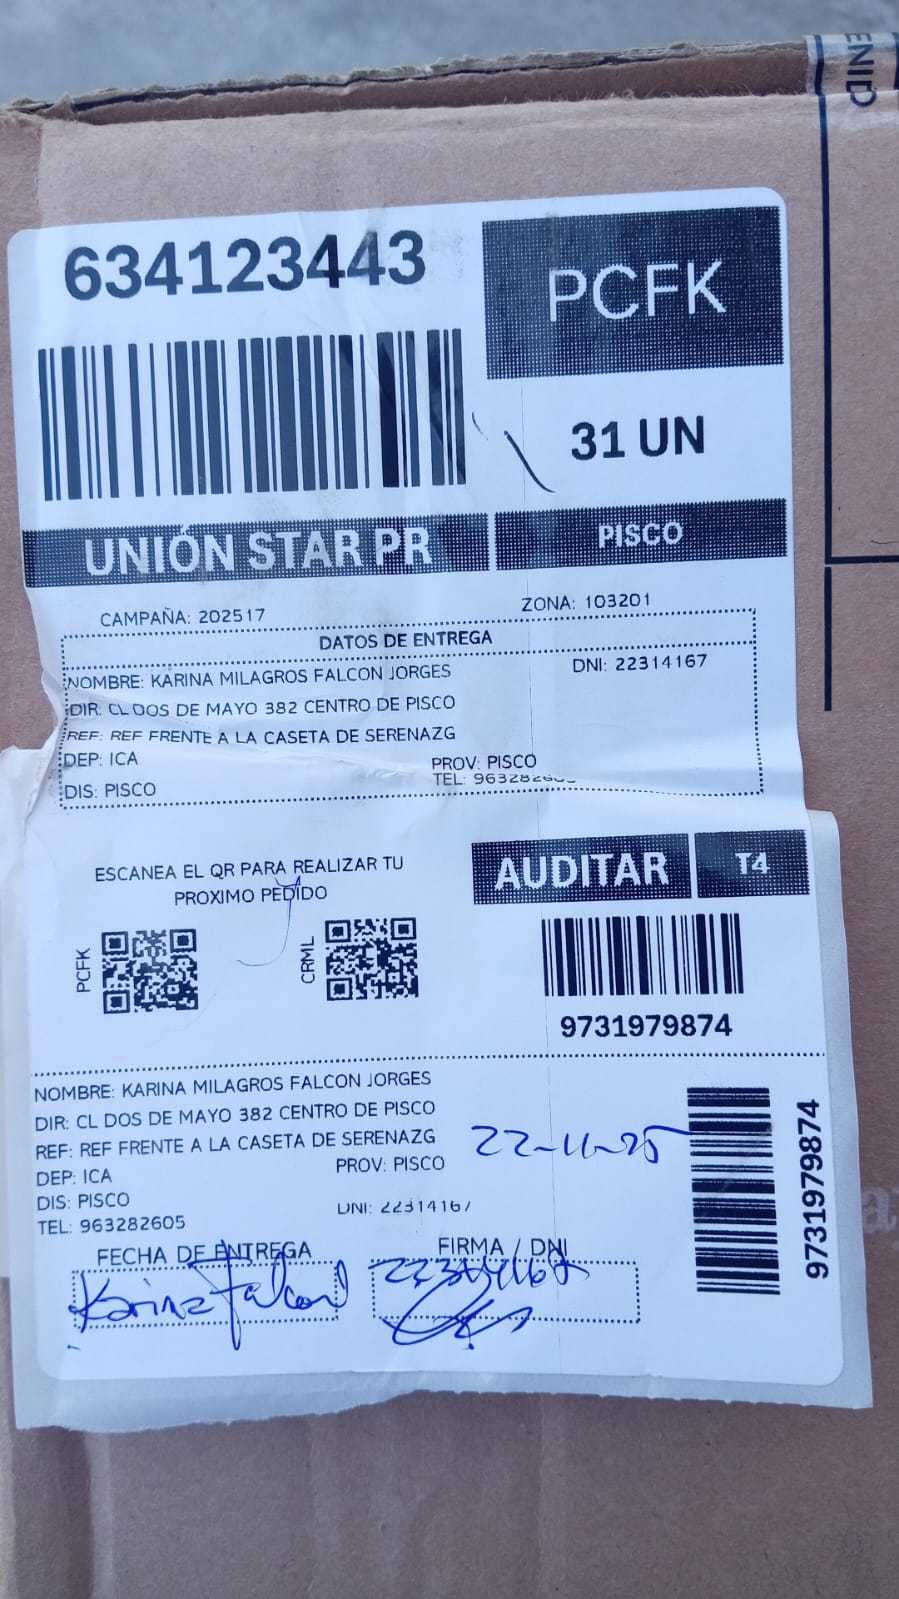 ENID
634123443
PCFK
31 UN
UNIÓN STAR PR
PISCO
CAMPAÑA: 202517
ZONA: 103201
DATOS DE ENTREGA
NOMBRE: KARINA MILAGROS FALCON JORGES
DNI: 22314167
DIR: CL DOS DE MAYO 382 CENTRO DE PISCO
REF: REF FRENTE A LA CASETA DE SERENAZG
DEP: ICA
PROV: PISCO
DIS: PISCO
TEL: 963282605
ESCANEA EL QR PARA REALIZAR TU
PROXIMO PEDIDO
AUDITAR
T4
PCFK
CRML
9731979874
NOMBRE: KARINA MILAGROS FALCON JORGES
DIR: CL DOS DE MAYO 382 CENTRO DE PISCO
REF: REF FRENTE A LA CASETA DE SERENAZG
DEP: ICA
PROV: PISCO
DIS: PISCO
DNI: 22314167
TEL: 963282605
22-11-25
9731979874
FECHA DE ENTREGA
FIRMA / DNI
Karina Falcon
22314167